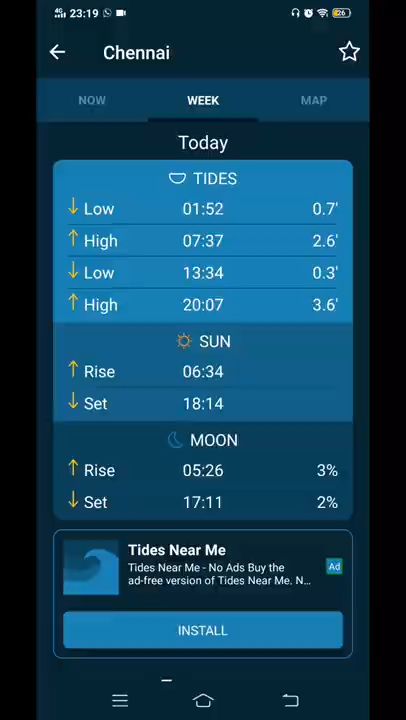 4G 23:19 26
Chennai
NOW WEEK MAP
Today
TIDES
Low 01:52 0.7'
High 07:37 2.6'
Low 13:34 0.3'
High 20:07 3.6'
SUN
Rise 06:34
Set 18:14
MOON
Rise 05:26 3%
Set 17:11 2%
Tides Near Me
Tides Near Me - No Ads Buy the
ad-free version of Tides Near Me. N...
Ad
INSTALL